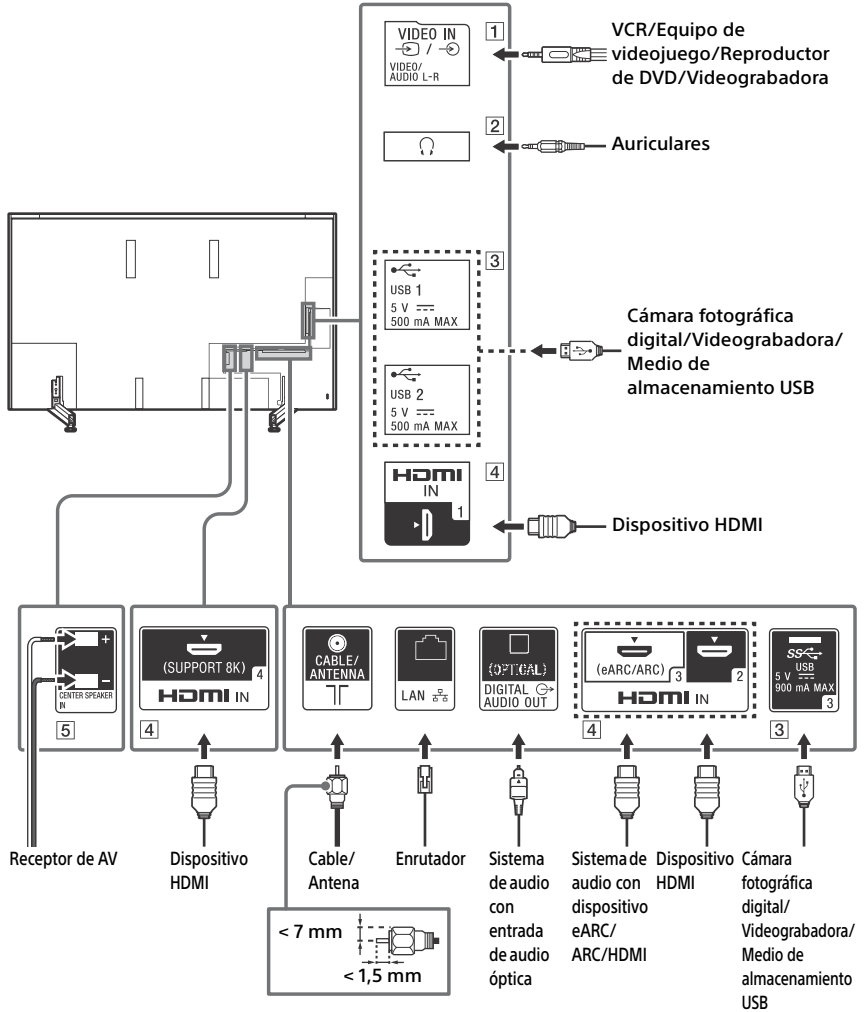 VIDEO IN
/
VIDEO/
AUDIO L-R
1
VCR/Equipo de
videojuego/Reproductor
de DVD/Videograbadora
2
Auriculares
3
USB 1
5 V
500 mA MAX
USB 2
5 V
500 mA MAX
Cámara fotográfica
digital/Videograbadora/
Medio de
almacenamiento USB
4
HDMI
IN
1
Dispositivo HDMI
+
–
CENTER SPEAKER
IN
5
(SUPPORT 8K)
4
HDMI IN
4
CABLE/
ANTENNA
LAN
(OPTICAL)
DIGITAL
AUDIO OUT
(eARC/ARC)
3
2
HDMI IN
4
SS
USB
5 V
900 mA MAX
3
3
Receptor de AV
Dispositivo
HDMI
Cable/
Antena
Enrutador
Sistema
de audio
con
entrada
de audio
óptica
Sistema de
audio con
dispositivo
eARC/
ARC/HDMI
Dispositivo
HDMI
Cámara
fotográfica
digital/
Videograbadora/
Medio de
almacenamiento
USB
< 7 mm
< 1,5 mm